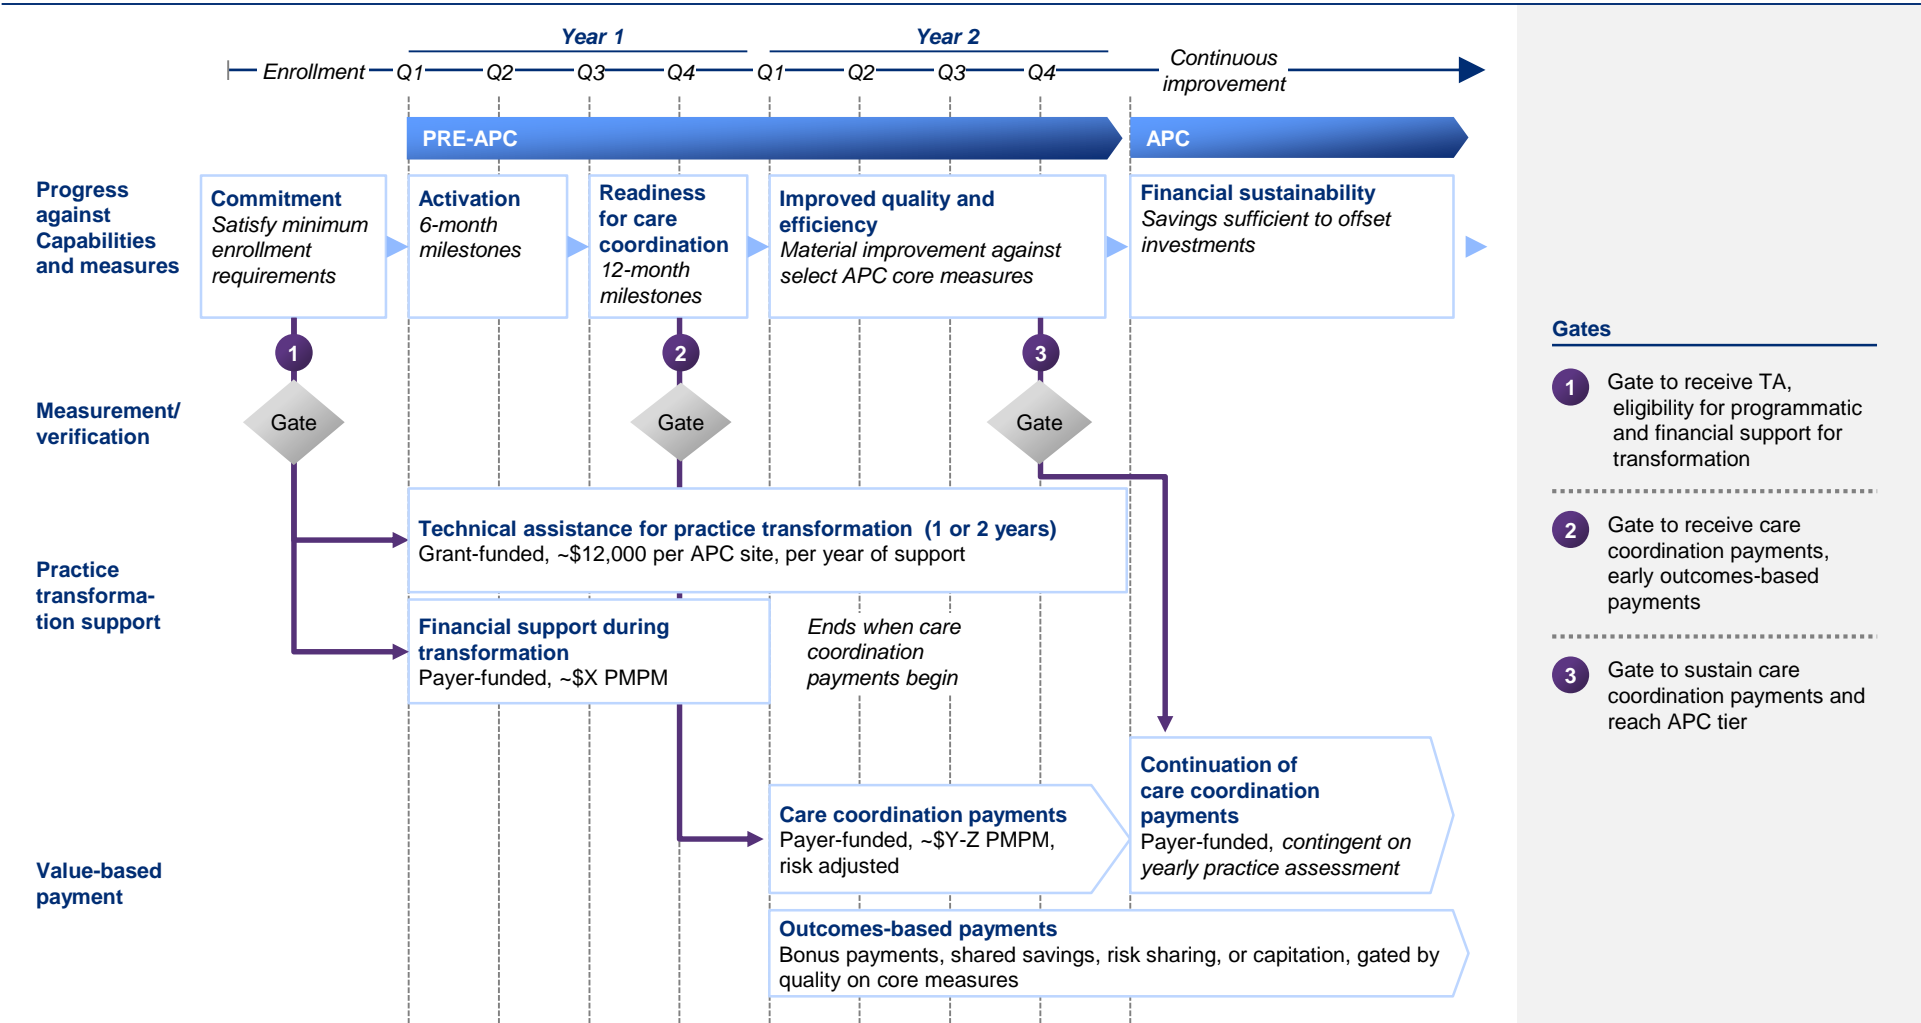 Year 1
Year 2
Enrollment
Q1
Q2
Q3
Q4
Q1
Q2
Q3
Q4
Continuous
improvement
PRE-APC
APC
Progress
against
Capabilities
and measures
Commitment
Satisfy minimum
enrollment
requirements
Activation
6-month
milestones
Readiness
for care
coordination
12-month
milestones
Improved quality and
efficiency
Material improvement against
select APC core measures
Financial sustainability
Savings sufficient to offset
investments
1
2
3
Measurement/
verification
Gate
Gate
Gate
Practice
transforma-
tion support
Technical assistance for practice transformation (1 or 2 years)
Grant-funded, ~$12,000 per APC site, per year of support
Financial support during
transformation
Payer-funded, ~$X PMPM
Ends when care
coordination
payments begin
Value-based
payment
Care coordination payments
Payer-funded, ~$Y-Z PMPM,
risk adjusted
Continuation of
care coordination
payments
Payer-funded, contingent on
yearly practice assessment
Outcomes-based payments
Bonus payments, shared savings, risk sharing, or capitation, gated by
quality on core measures
Gates
1
Gate to receive TA,
eligibility for programmatic
and financial support for
transformation
2
Gate to receive care
coordination payments,
early outcomes-based
payments
3
Gate to sustain care
coordination payments and
reach APC tier